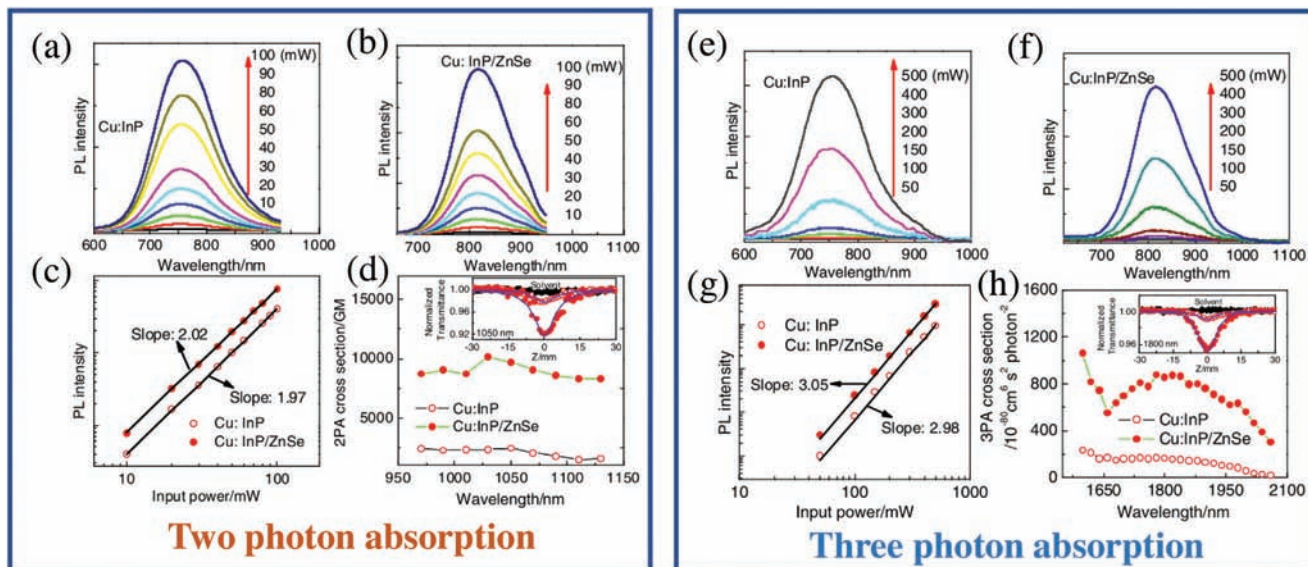 (a)
PL intensity
Cu:InP
100 (mW)
90
80
60
50
30
20
10
600
700
800
900
1000
Wavelength/nm
(b)
PL intensity
Cu: InP/ZnSe
100 (mW)
90
80
60
50
40
30
20
10
700
800
900
1000
1100
Wavelength/nm
(c)
PL intensity
Slope: 2.02
Slope: 1.97
Cu: InP
Cu: InP/ZnSe
10
100
Input power/mW
(d)
2PA cross section/GM
15000
12500
10000
7500
5000
2500
Normalized
Transmittance
1.00
0.96
0.92
Solvent
1050 nm
-30
-15
0
15
30
Z/mm
Cu:InP
Cu:InP/ZnSe
950
1000
1050
1100
1150
Wavelength/nm
Two photon absorption
(e)
PL intensity
Cu:InP
500 (mW)
400
300
200
150
100
50
600
700
800
900
1000
Wavelength/nm
(f)
PL intensity
Cu:InP/ZnSe
500 (mW)
400
300
200
150
100
50
700
800
900
1000
1100
Wavelength/nm
(g)
PL intensity
Cu: InP
Cu: InP/ZnSe
Slope: 3.05
Slope: 2.98
10
100
1000
Input power/mW
(h)
3PA cross section
/10⁻⁸⁰cm⁶ s² photon⁻²
1600
1400
1200
1000
800
600
400
200
0
Normalized
Transmittance
1.00
0.96
Solvent
1800 nm
-30
-15
0
15
30
Z/mm
Cu:InP
Cu:InP/ZnSe
1650
1800
1950
2100
Wavelength/nm
Three photon absorption